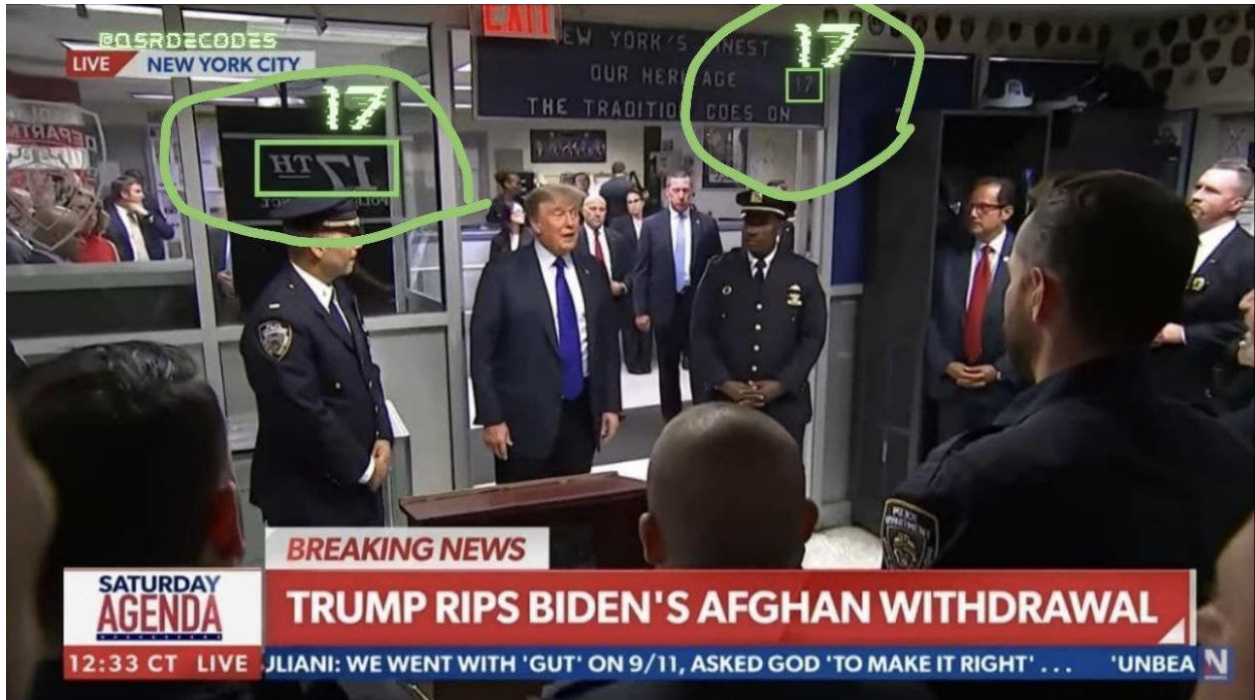 EXIT
@QSRDECODES
17
LIVE NEW YORK CITY
NEW YORK'S FINEST
OUR HERITAGE 17
THE TRADITION GOES ON
17
17TH
BREAKING NEWS
SATURDAY
AGENDA
TRUMP RIPS BIDEN'S AFGHAN WITHDRAWAL
12:33 CT LIVE
ULIANI: WE WENT WITH 'GUT' ON 9/11, ASKED GOD 'TO MAKE IT RIGHT' . . . 'UNBEA
N